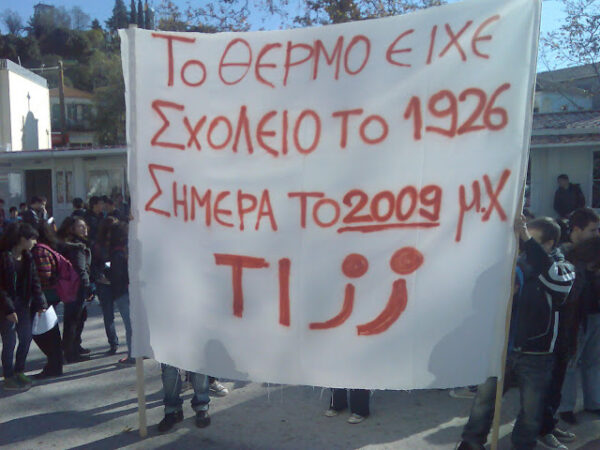 ΤΟ ΘΕΡΜΟ ΕΙΧΕ
ΣΧΟΛΕΙΟ ΤΟ 1926
ΣΗΜΕΡΑ ΤΟ 2009 μ.Χ
ΤΙ ;;